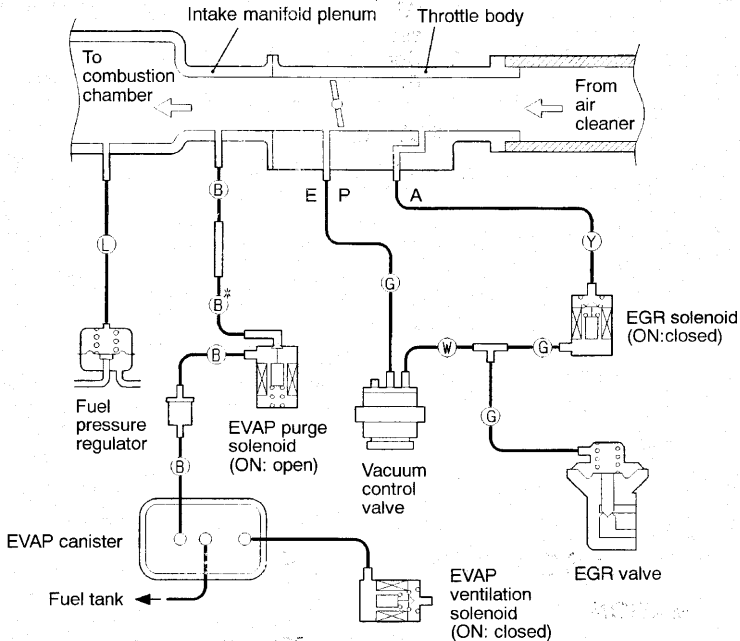 Intake manifold plenum
Throttle body
To
combustion
chamber
From
air
cleaner
B
E P A
L
Y
G
B*
EGR solenoid
(ON:closed)
B
W
G
Fuel
pressure
regulator
EVAP purge
solenoid
(ON: open)
G
B
Vacuum
control
valve
EVAP canister
EGR valve
Fuel tank
EVAP
ventilation
solenoid
(ON: closed)